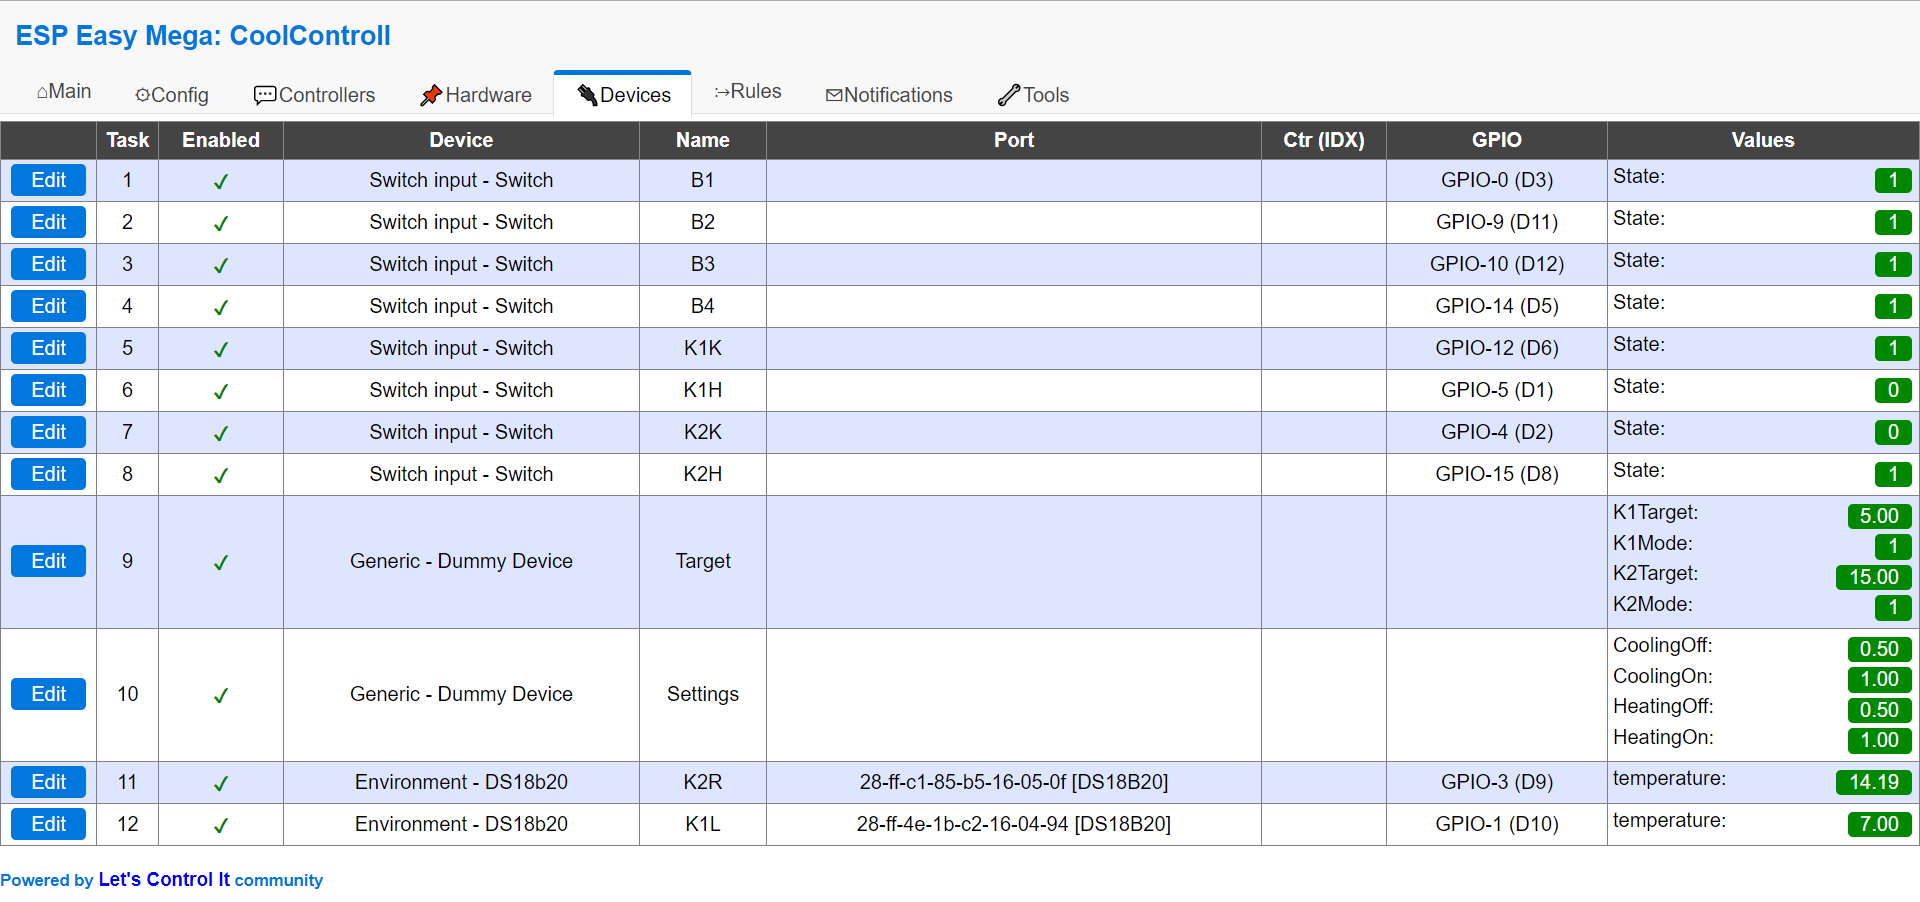 ESP Easy Mega: CoolControll
⌂Main ⚙Config 💬Controllers 📌Hardware 🔌Devices Rules ✉Notifications 🔧Tools
Task Enabled Device Name Port Ctr (IDX) GPIO Values
Edit 1 ✓ Switch input - Switch B1 GPIO-0 (D3) State: 1
Edit 2 ✓ Switch input - Switch B2 GPIO-9 (D11) State: 1
Edit 3 ✓ Switch input - Switch B3 GPIO-10 (D12) State: 1
Edit 4 ✓ Switch input - Switch B4 GPIO-14 (D5) State: 1
Edit 5 ✓ Switch input - Switch K1K GPIO-12 (D6) State: 1
Edit 6 ✓ Switch input - Switch K1H GPIO-5 (D1) State: 0
Edit 7 ✓ Switch input - Switch K2K GPIO-4 (D2) State: 0
Edit 8 ✓ Switch input - Switch K2H GPIO-15 (D8) State: 1
Edit 9 ✓ Generic - Dummy Device Target
K1Target: 5.00
K1Mode: 1
K2Target: 15.00
K2Mode: 1
Edit 10 ✓ Generic - Dummy Device Settings
CoolingOff: 0.50
CoolingOn: 1.00
HeatingOff: 0.50
HeatingOn: 1.00
Edit 11 ✓ Environment - DS18b20 K2R 28-ff-c1-85-b5-16-05-0f [DS18B20] GPIO-3 (D9) temperature: 14.19
Edit 12 ✓ Environment - DS18b20 K1L 28-ff-4e-1b-c2-16-04-94 [DS18B20] GPIO-1 (D10) temperature: 7.00
Powered by Let's Control It community